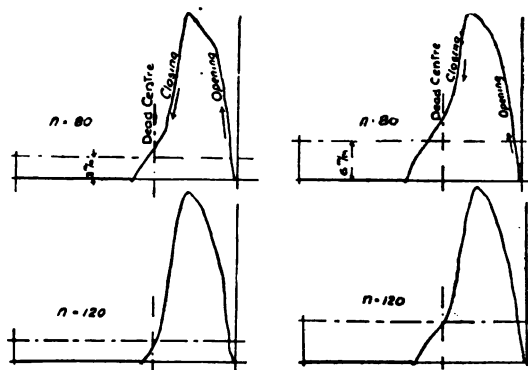 n = 80
Dead Centre
Closing
Opening
n = 80
Dead Centre
Closing
Opening
n = 120
n = 120